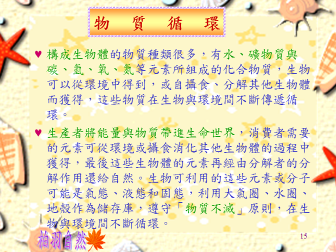 物 質 循 環
構成生物體的物質種類很多，有水、礦物質與
碳、氫、氧、氮等元素所組成的化合物質，生物
可以從環境中得到，或自攝食、分解其他生物體
而獲得，這些物質在生物與環境間不斷傳遞循
環。
生產者將能量與物質帶進生命世界，消費者需要
的元素可從環境或攝食消化其他生物體的過程中
獲得，最後這些生物體的元素再經由分解者的分
解作用還給自然。生物可利用的這些元素或分子
可能是氣態、液態和固態，利用大氣圈、水圈、
地殼作為儲存庫，遵守「物質不滅」原則，在生
物與環境間不斷循環。
拍翔自然
15